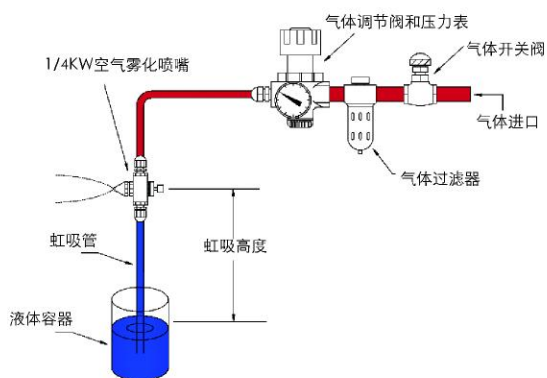 气体调节阀和压力表
1/4KW空气雾化喷嘴
气体开关阀
气体进口
气体过滤器
虹吸管
虹吸高度
液体容器